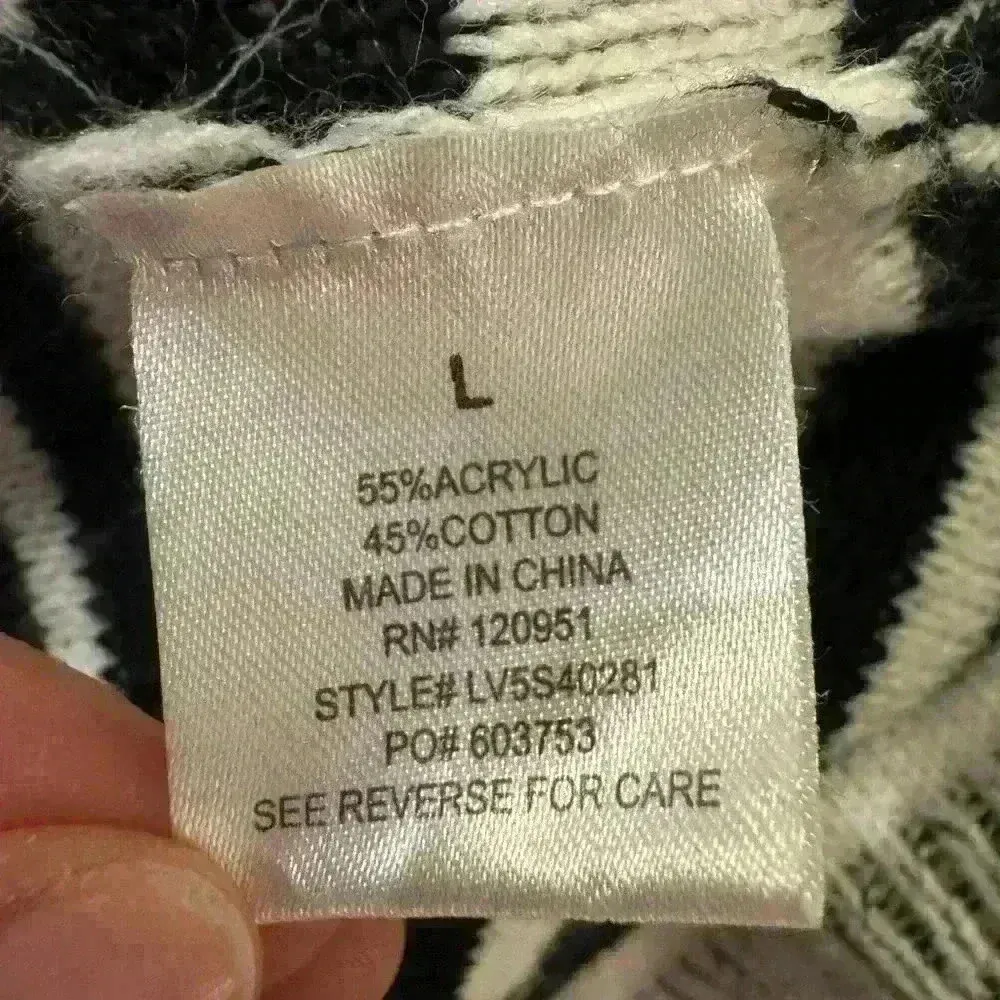 L
55%ACRYLIC
45%COTTON
MADE IN CHINA
RN# 120951
STYLE# LV5S40281
PO# 603753
SEE REVERSE FOR CARE